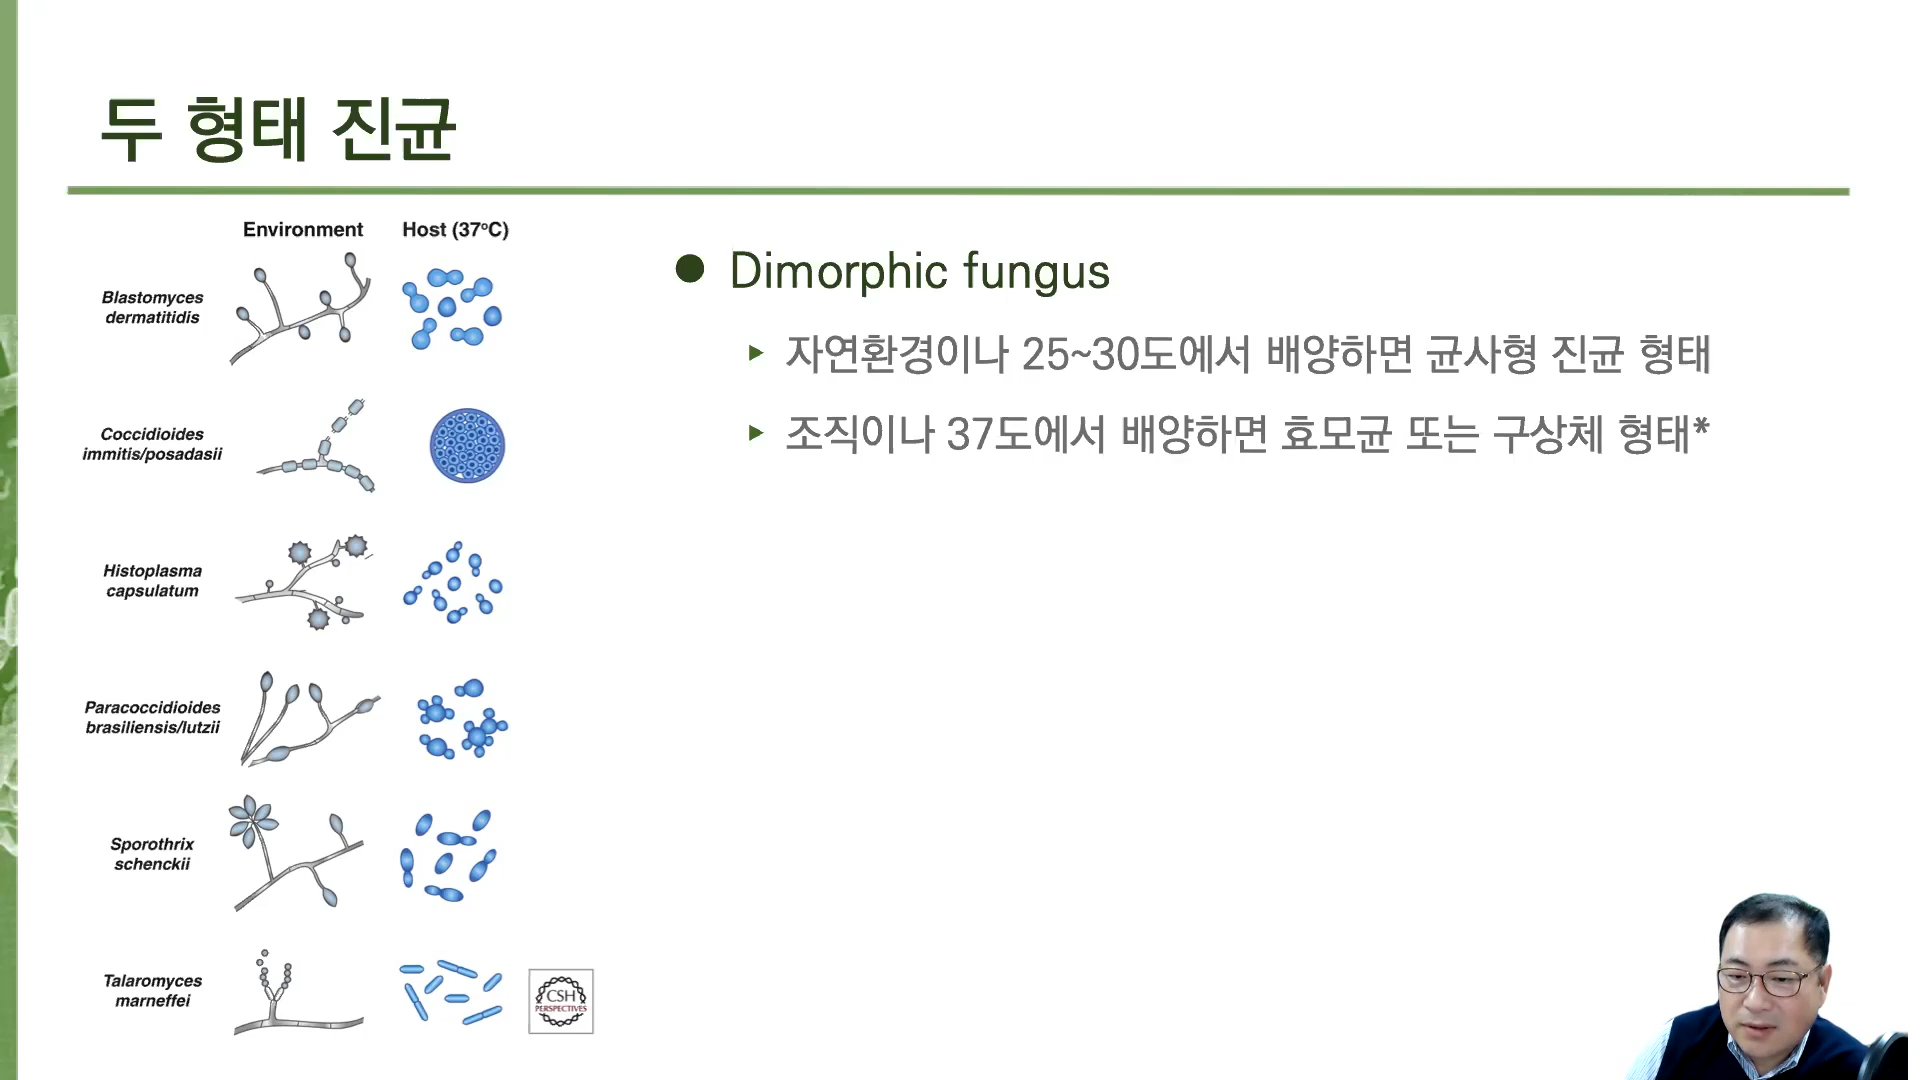 두 형태 진균
Environment Host (37°C)
Blastomyces
dermatitidis
Coccidioides
immitis/posadasii
Histoplasma
capsulatum
Paracoccidioides
brasiliensis/lutzii
Sporothrix
schenckii
Talaromyces
marneffei
CSH
PERSPECTIVES
● Dimorphic fungus
▸ 자연환경이나 25~30도에서 배양하면 균사형 진균 형태
▸ 조직이나 37도에서 배양하면 효모균 또는 구상체 형태*